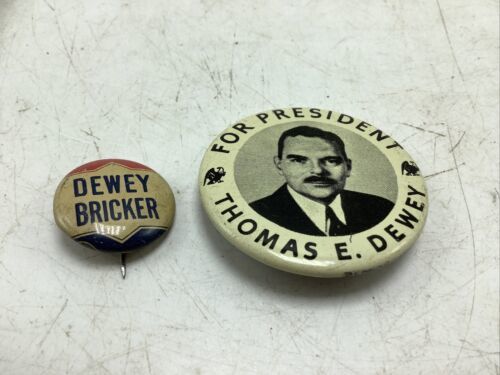 DEWEY
BRICKER
FOR PRESIDENT
THOMAS E. DEWEY